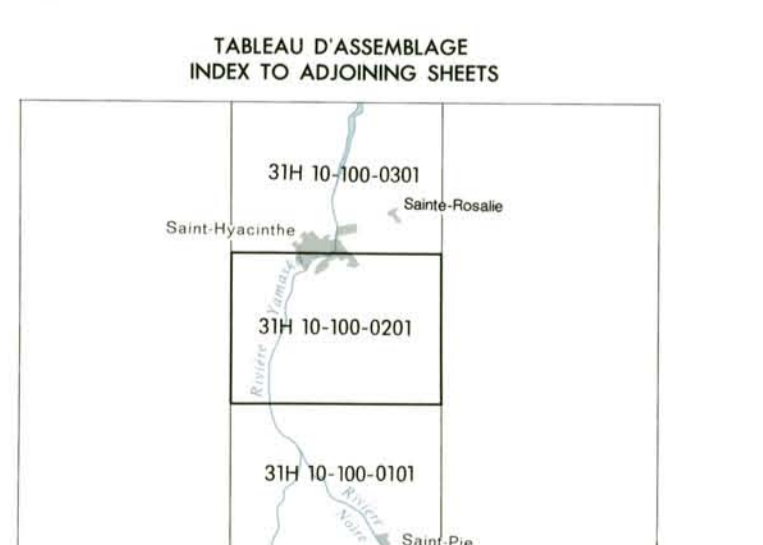 TABLEAU D'ASSEMBLAGE
INDEX TO ADJOINING SHEETS
31H 10-100-0301
Sainte-Rosalie
Saint-Hyacinthe
Rivière Yamaska
31H 10-100-0201
31H 10-100-0101
Rivière
Noire
Saint-Pie